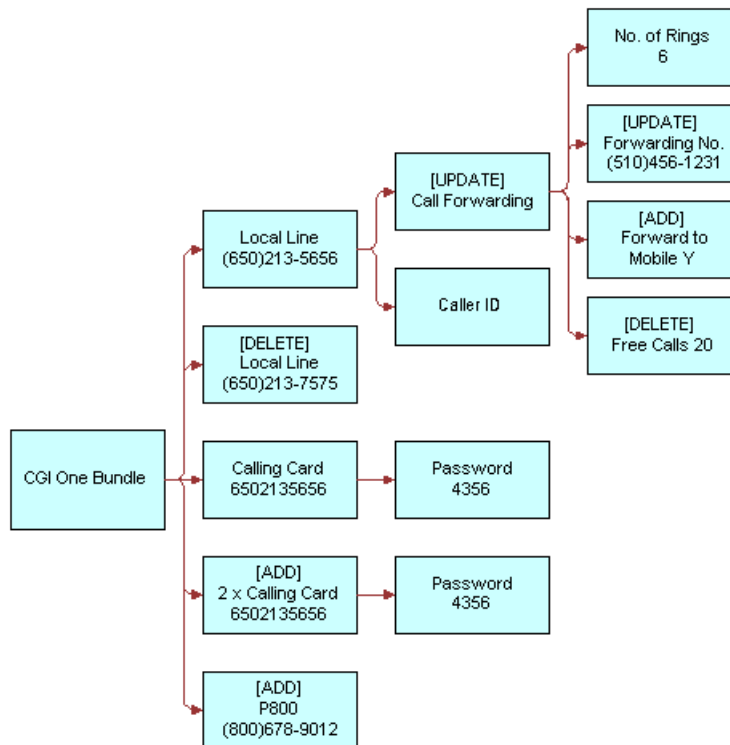 No. of Rings
6
[UPDATE]
Forwarding No.
(510)456-1231
[UPDATE]
Call Forwarding
[ADD]
Forward to
Mobile Y
Local Line
(650)213-5656
Caller ID
[DELETE]
Free Calls 20
[DELETE]
Local Line
(650)213-7575
CGI One Bundle
Calling Card
6502135656
Password
4356
[ADD]
2 x Calling Card
6502135656
Password
4356
[ADD]
P800
(800)678-9012